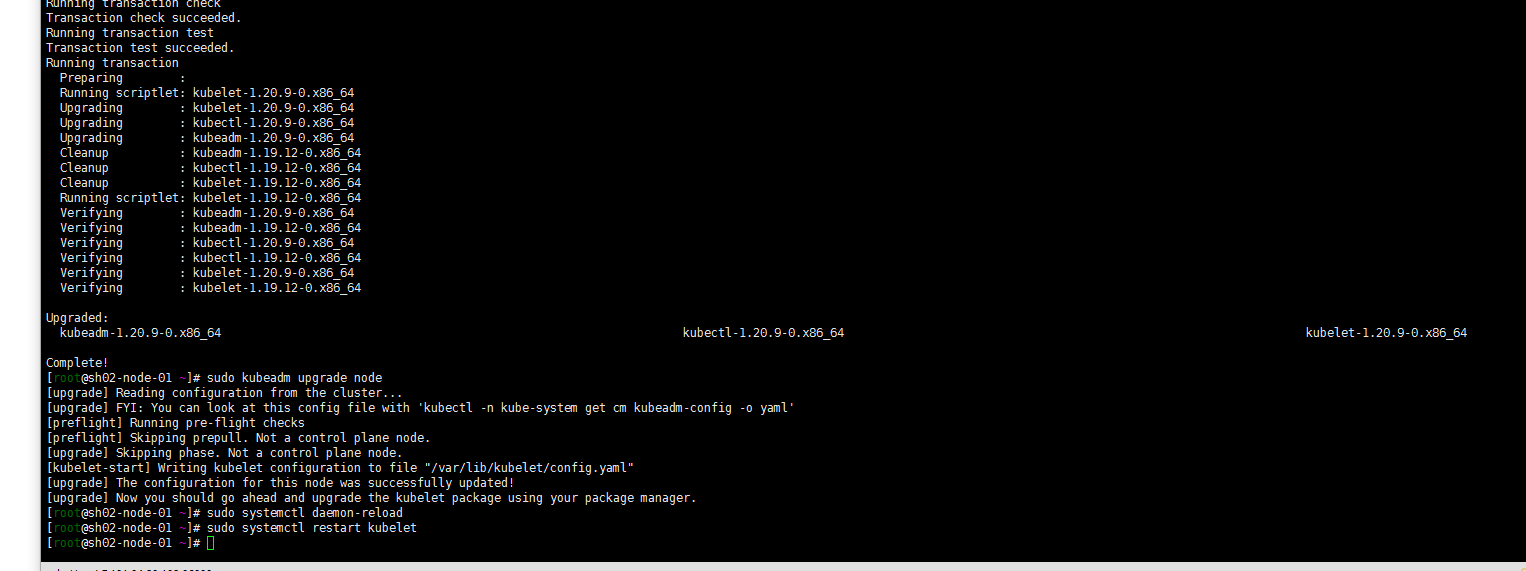 Running transaction check
Transaction check succeeded.
Running transaction test
Transaction test succeeded.
Running transaction
  Preparing        :
  Running scriptlet: kubelet-1.20.9-0.x86_64
  Upgrading        : kubelet-1.20.9-0.x86_64
  Upgrading        : kubectl-1.20.9-0.x86_64
  Upgrading        : kubeadm-1.20.9-0.x86_64
  Cleanup          : kubeadm-1.19.12-0.x86_64
  Cleanup          : kubectl-1.19.12-0.x86_64
  Cleanup          : kubelet-1.19.12-0.x86_64
  Running scriptlet: kubelet-1.19.12-0.x86_64
  Verifying        : kubeadm-1.20.9-0.x86_64
  Verifying        : kubeadm-1.19.12-0.x86_64
  Verifying        : kubectl-1.20.9-0.x86_64
  Verifying        : kubectl-1.19.12-0.x86_64
  Verifying        : kubelet-1.20.9-0.x86_64
  Verifying        : kubelet-1.19.12-0.x86_64
Upgraded:
  kubeadm-1.20.9-0.x86_64 kubectl-1.20.9-0.x86_64 kubelet-1.20.9-0.x86_64
Complete!
[root@sh02-node-01 ~]# sudo kubeadm upgrade node
[upgrade] Reading configuration from the cluster...
[upgrade] FYI: You can look at this config file with 'kubectl -n kube-system get cm kubeadm-config -o yaml'
[preflight] Running pre-flight checks
[preflight] Skipping prepull. Not a control plane node.
[upgrade] Skipping phase. Not a control plane node.
[kubelet-start] Writing kubelet configuration to file "/var/lib/kubelet/config.yaml"
[upgrade] The configuration for this node was successfully updated!
[upgrade] Now you should go ahead and upgrade the kubelet package using your package manager.
[root@sh02-node-01 ~]# sudo systemctl daemon-reload
[root@sh02-node-01 ~]# sudo systemctl restart kubelet
[root@sh02-node-01 ~]#